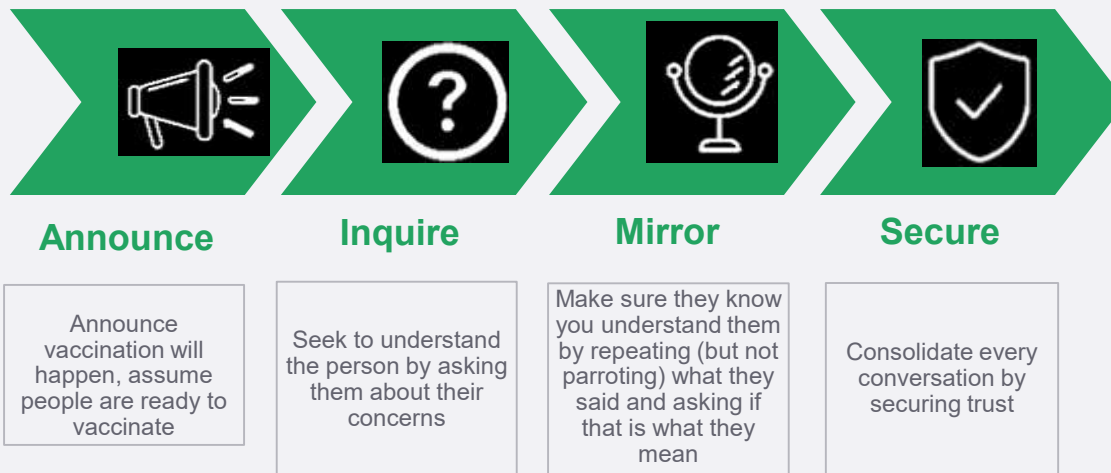 ?
Announce
Inquire
Mirror
Secure
Announce
vaccination will
happen, assume
people are ready to
vaccinate
Seek to understand
the person by asking
them about their
concerns
Make sure they know
you understand them
by repeating (but not
parroting) what they
said and asking if
that is what they
mean
Consolidate every
conversation by
securing trust